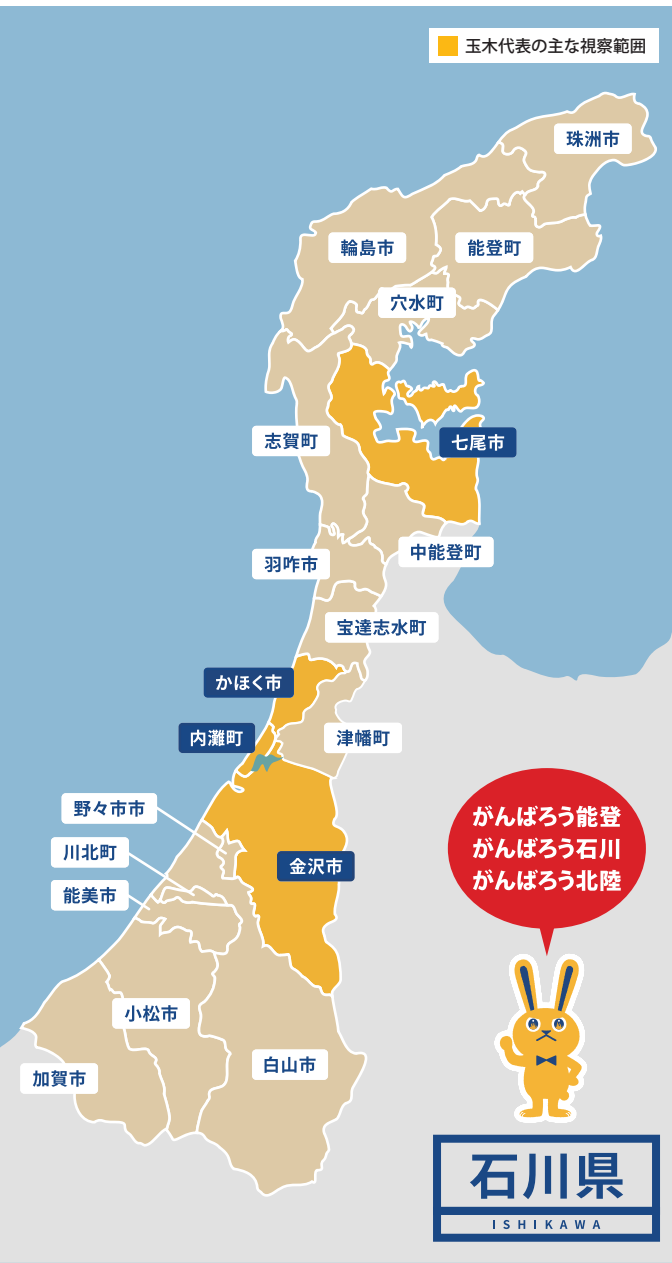 玉木代表の主な視察範囲
珠洲市
輪島市
能登町
穴水町
志賀町
七尾市
中能登町
羽咋市
宝達志水町
かほく市
内灘町
津幡町
野々市市
川北町
能美市
金沢市
がんばろう能登
がんばろう石川
がんばろう北陸
小松市
白山市
加賀市
石川県
ISHIKAWA